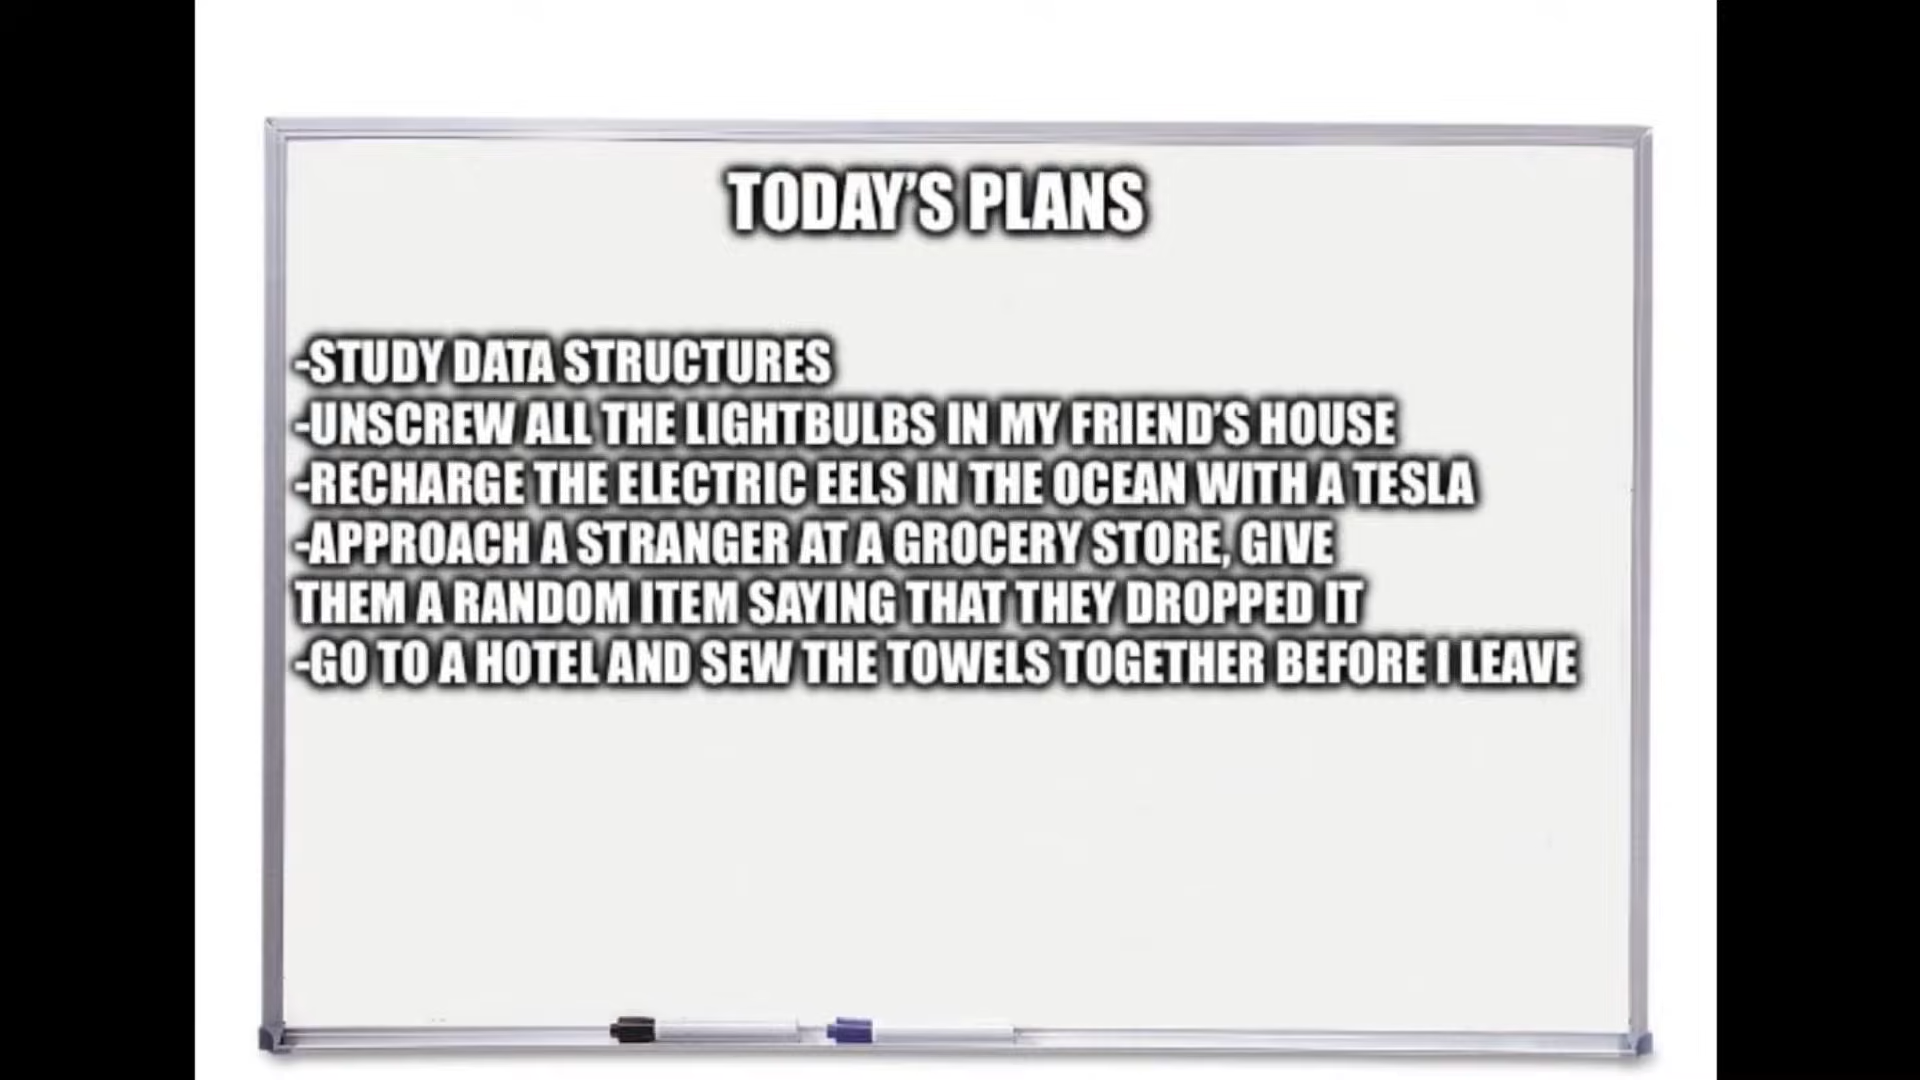 TODAY'S PLANS
-STUDY DATA STRUCTURES
-UNSCREW ALL THE LIGHTBULBS IN MY FRIEND'S HOUSE
-RECHARGE THE ELECTRIC EELS IN THE OCEAN WITH A TESLA
-APPROACH A STRANGER AT A GROCERY STORE, GIVE
THEM A RANDOM ITEM SAYING THAT THEY DROPPED IT
-GO TO A HOTEL AND SEW THE TOWELS TOGETHER BEFORE I LEAVE